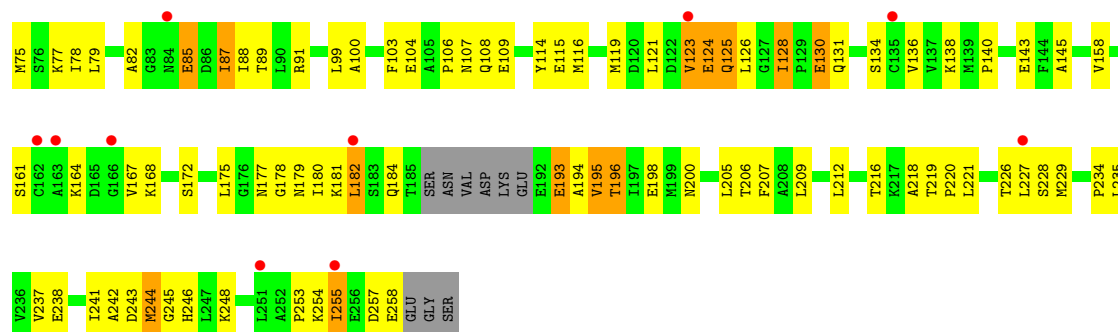 M75 S76 K77 I78 L79 A82 G83 N84 E85 D86 I87 I88 T89 L90 R91 L99 A100 F103 E104 A105 P106 N107 Q108 E109 Y114 E115 M116 M119 D120 L121 D122 V123 E124 Q125 L126 G127 I128 P129 E130 Q131 S134 C135 V136 V137 K138 M139 P140 E143 F144 A145 V158
S161 C162 A163 K164 D165 G166 V167 K168 S172 L175 G176 N177 G178 N179 I180 K181 L182 S183 Q184 T185 SER ASN VAL ASP LYS GLU E192 E193 A194 V195 T196 I197 E198 M199 N200 L205 T206 F207 A208 L209 L212 T216 K217 A218 T219 P220 L221 T226 L227 S228 M229 P234 L235
V236 V237 E238 I241 A242 D243 M244 G245 H246 L247 K248 L251 A252 P253 K254 I255 E256 D257 E258 GLU GLY SER